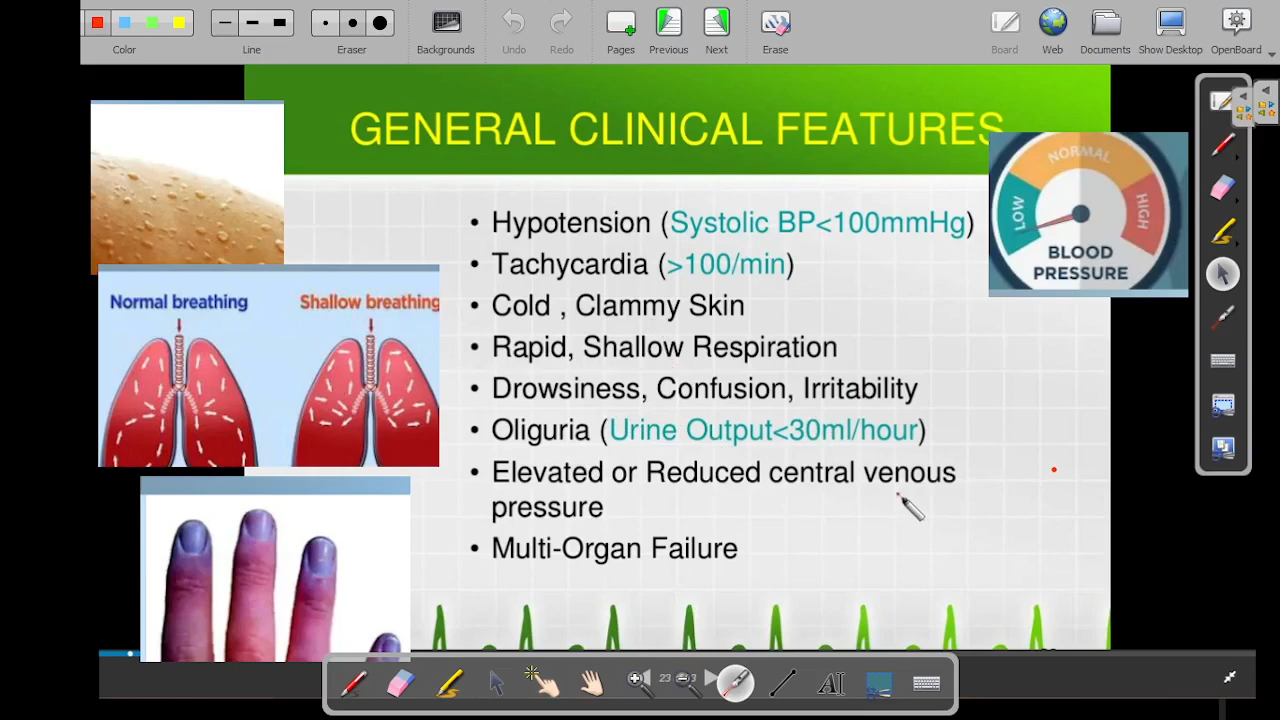 Color
Line
Eraser
Backgrounds
Undo
Redo
Pages
Previous
Next
Erase
Board
Web
Documents
Show Desktop
OpenBoard
GENERAL CLINICAL FEATURES
• Hypotension (Systolic BP<100mmHg)
• Tachycardia (>100/min)
• Cold , Clammy Skin
• Rapid, Shallow Respiration
• Drowsiness, Confusion, Irritability
• Oliguria (Urine Output<30ml/hour)
• Elevated or Reduced central venous
pressure
• Multi-Organ Failure
Normal breathing
Shallow breathing
LOW
NORMAL
HIGH
BLOOD
PRESSURE
23
3
AI